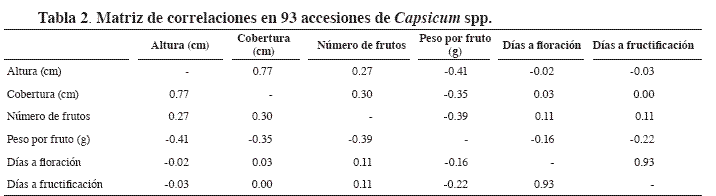 Tabla 2. Matriz de correlaciones en 93 accesiones de Capsicum spp.
Altura (cm) Cobertura (cm) Número de frutos Peso por fruto (g) Días a floración Días a fructificación
Altura (cm) - 0.77 0.27 -0.41 -0.02 -0.03
Cobertura (cm) 0.77 - 0.30 -0.35 0.03 0.00
Número de frutos 0.27 0.30 - -0.39 0.11 0.11
Peso por fruto (g) -0.41 -0.35 -0.39 - -0.16 -0.22
Días a floración -0.02 0.03 0.11 -0.16 - 0.93
Días a fructificación -0.03 0.00 0.11 -0.22 0.93 -